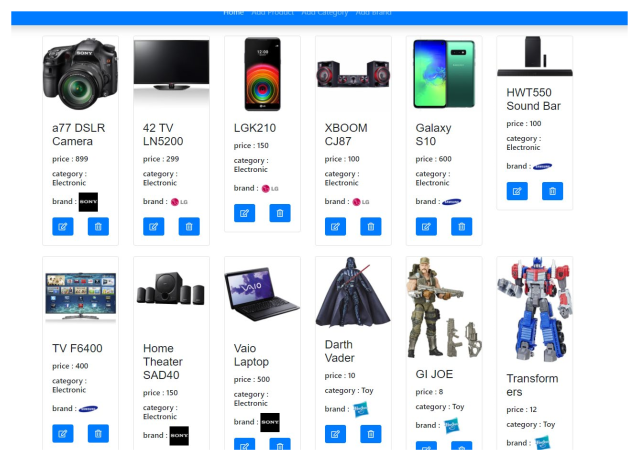 Home Add Product Add Category Add Brand
a77 DSLR
Camera
price : 899
category :
Electronic
brand : SONY
42 TV
LN5200
price : 299
category :
Electronic
brand : LG
LGK210
price : 150
category :
Electronic
brand : LG
XBOOM
CJ87
price : 100
category :
Electronic
brand : LG
Galaxy
S10
price : 600
category :
Electronic
brand : SAMSUNG
HWT550
Sound Bar
price : 100
category :
Electronic
brand : SAMSUNG
TV F6400
price : 400
category :
Electronic
brand : SAMSUNG
Home
Theater
SAD40
price : 150
category :
Electronic
brand : SONY
VAIO
Vaio
Laptop
price : 500
category :
Electronic
brand : SONY
Darth
Vader
price : 10
category : Toy
brand : Hasbro
GI JOE
price : 8
category : Toy
brand : Hasbro
Transform
ers
price : 12
category : Toy
brand : Hasbro